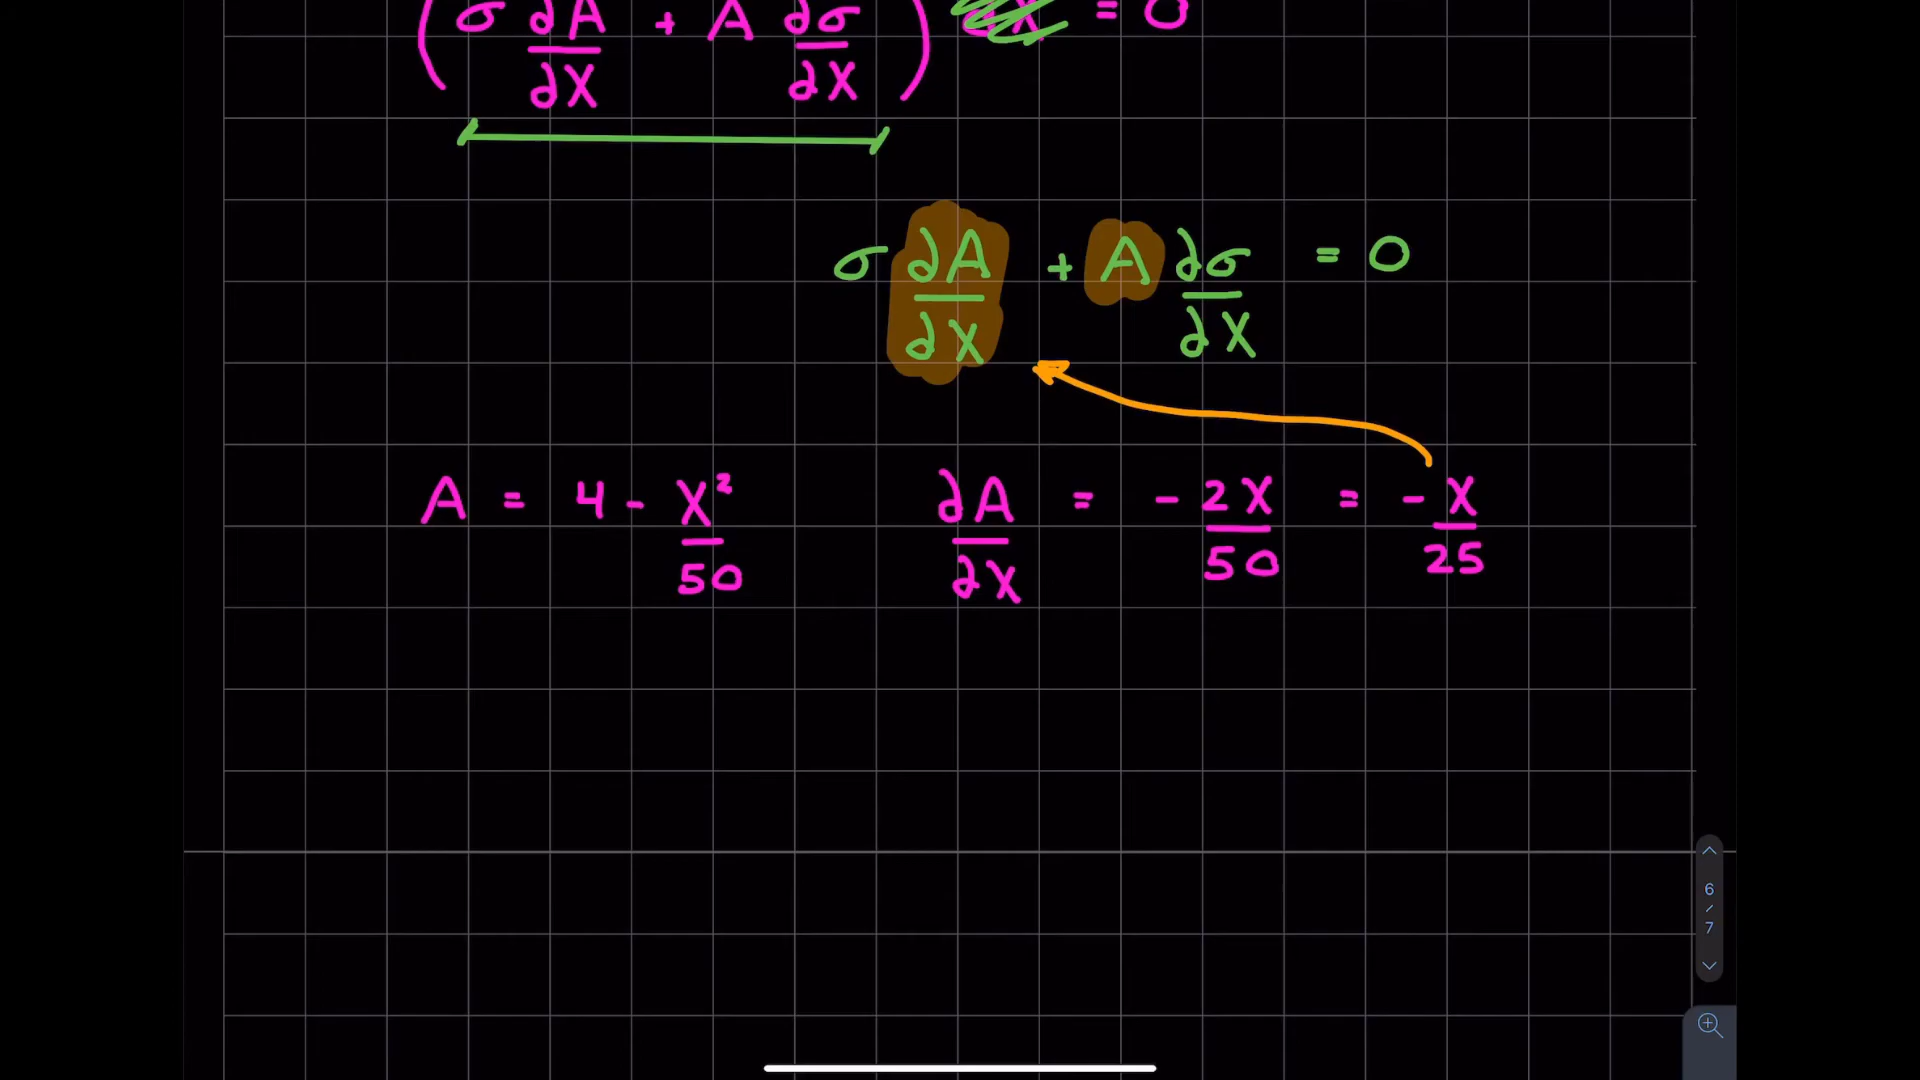 (σ ∂A/∂X + A ∂σ/∂X) = 0
σ ∂A/∂X + A ∂σ/∂X = 0
A = 4 - X²/50
∂A/∂X = - 2X/50 = - X/25
6
/
7